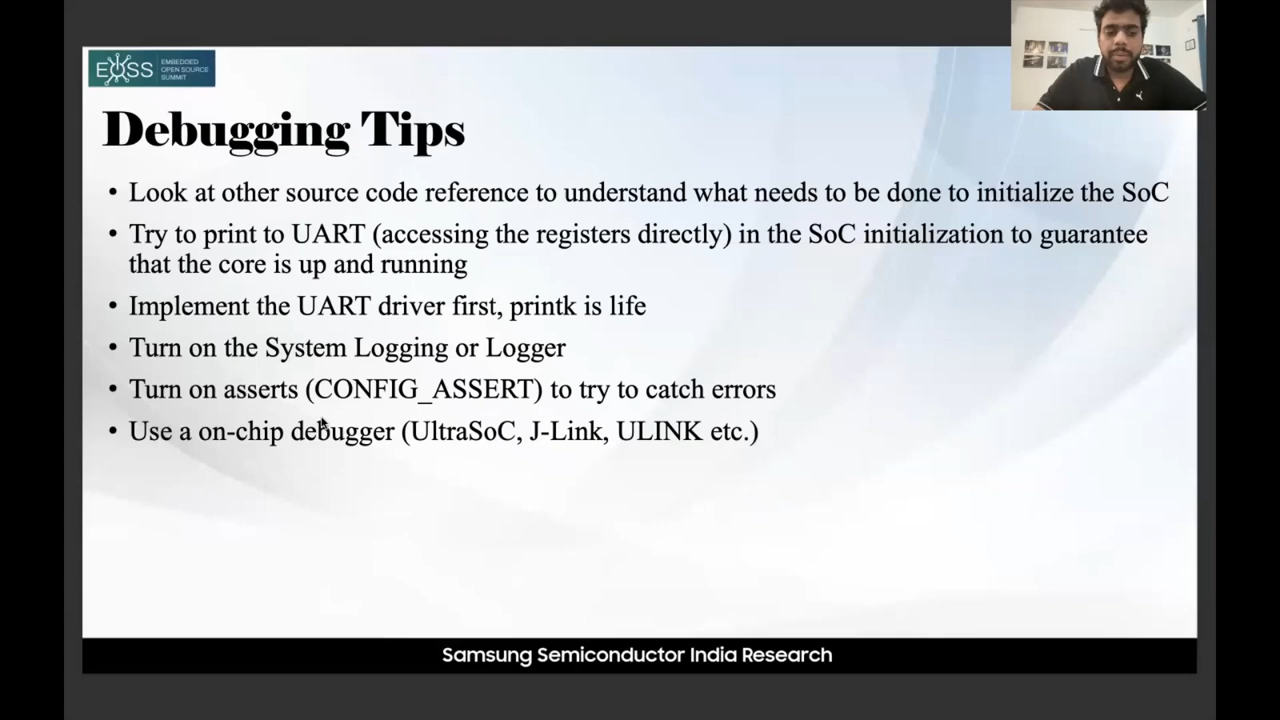 EOSS
EMBEDDED
OPEN SOURCE
SUMMIT
Debugging Tips
• Look at other source code reference to understand what needs to be done to initialize the SoC
• Try to print to UART (accessing the registers directly) in the SoC initialization to guarantee
that the core is up and running
• Implement the UART driver first, printk is life
• Turn on the System Logging or Logger
• Turn on asserts (CONFIG_ASSERT) to try to catch errors
• Use a on-chip debugger (UltraSoC, J-Link, ULINK etc.)
Samsung Semiconductor India Research